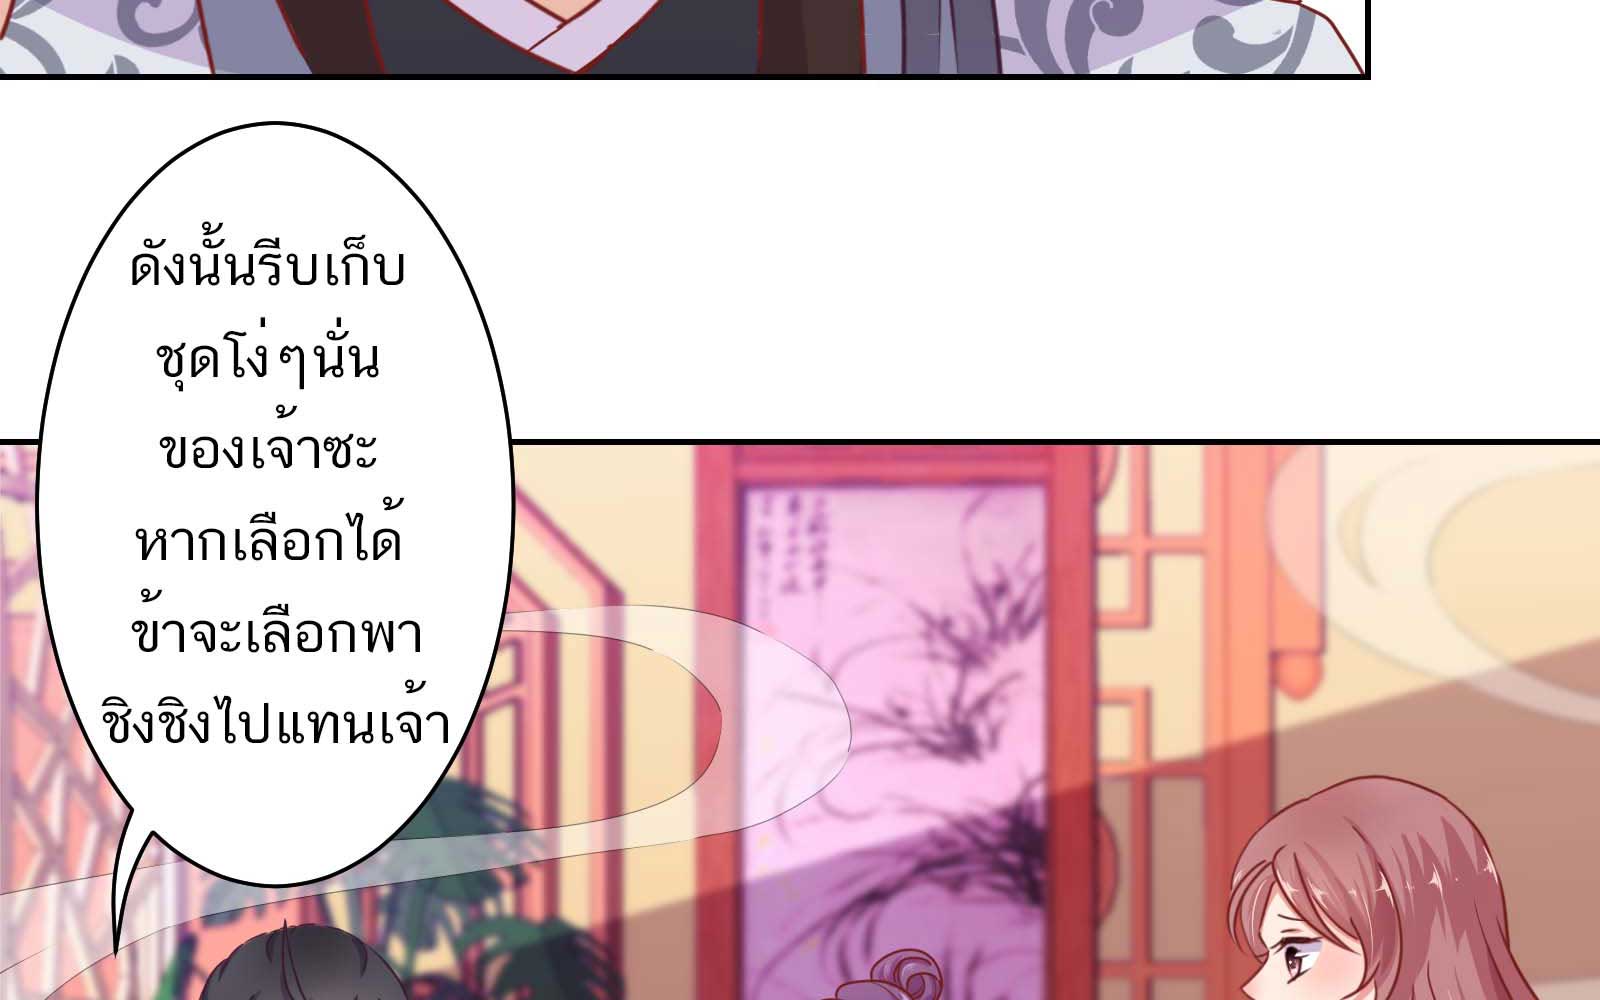 ดังนั้นรีบเก็บ
ชุดโง่ๆนั่น
ของเจ้าซะ
หากเลือกได้
ข้าจะเลือกพา
ชิงชิงไปแทนเจ้า